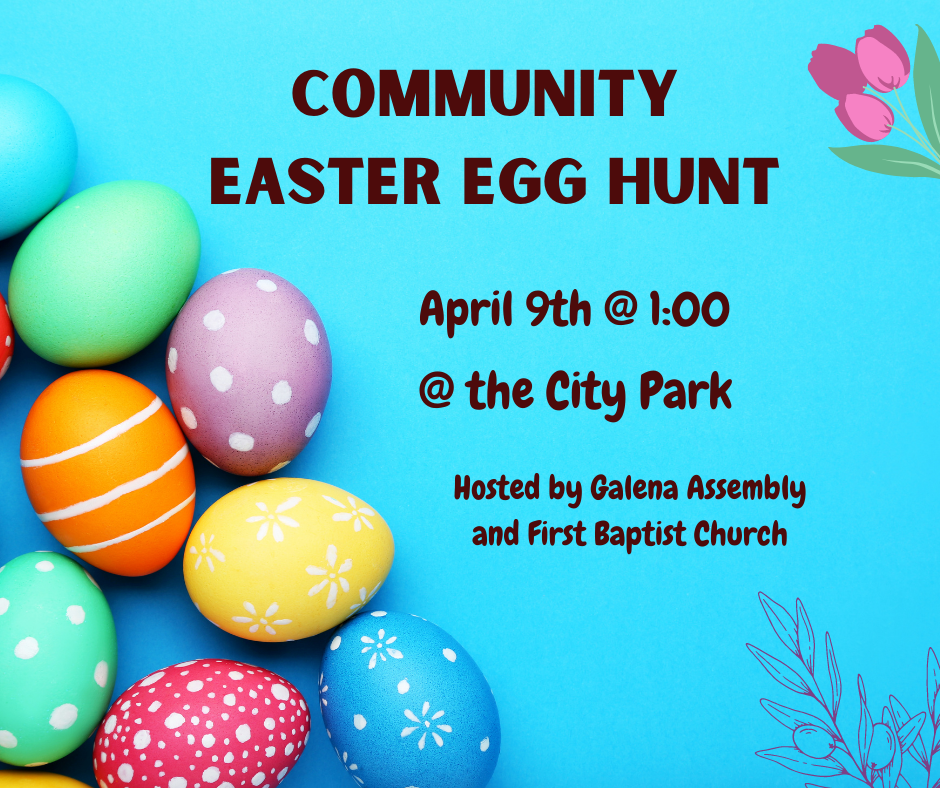 COMMUNITY
EASTER EGG HUNT
April 9th @ 1:00
@ the City Park
Hosted by Galena Assembly
and First Baptist Church